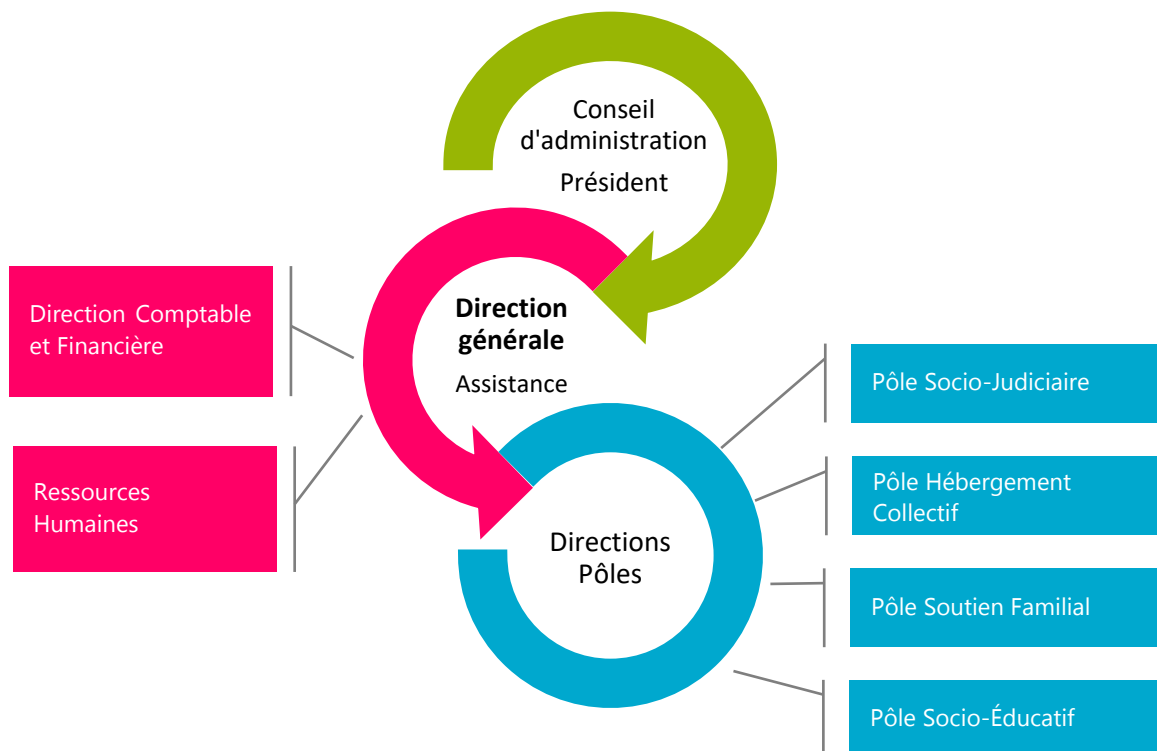 Conseil
d'administration
Président
Direction Comptable
et Financière
Ressources
Humaines
Direction
générale
Assistance
Directions
Pôles
Pôle Socio-Judiciaire
Pôle Hébergement
Collectif
Pôle Soutien Familial
Pôle Socio-Éducatif